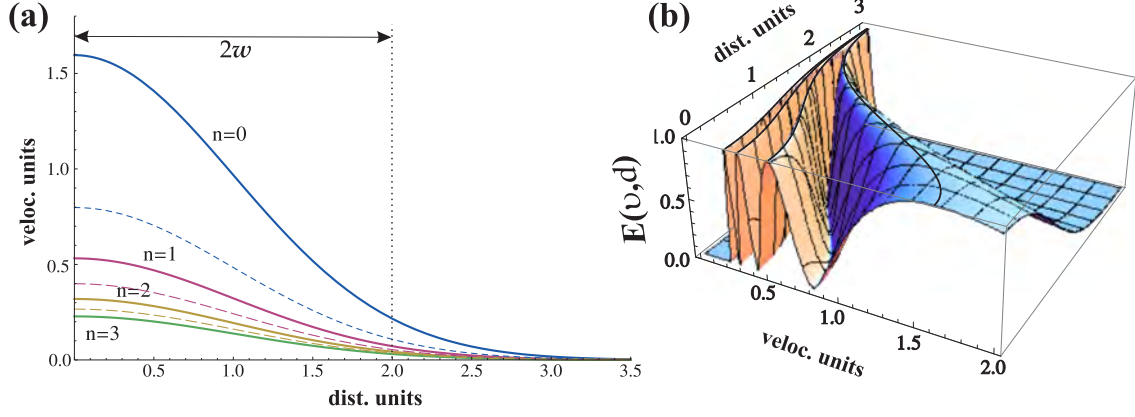 (a)
2w
1.5
1.0
0.5
0.0
veloc. units
n=0
n=1
n=2
n=3
0.5 1.0 1.5 2.0 2.5 3.0 3.5
dist. units
(b)
dist. units
0 1 2 3
1.0
0.5
0.0
E(υ,d)
0.5 1.0 1.5 2.0
veloc. units